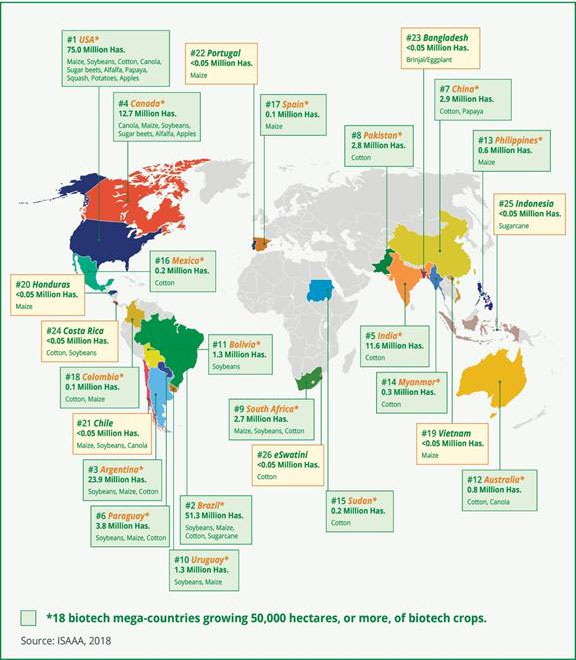 #1 USA*
75.0 Million Has.
Maize, Soybeans, Cotton, Canola,
Sugar beets, Alfalfa, Papaya,
Squash, Potatoes, Apples
#22 Portugal
<0.05 Million Has.
Maize
#23 Bangladesh
<0.05 Million Has.
Brinjal/Eggplant
#4 Canada*
12.7 Million Has.
Canola, Maize, Soybeans,
Sugar beets, Alfalfa, Apples
#17 Spain*
0.1 Million Has.
Maize
#7 China*
2.9 Million Has.
Cotton, Papaya
#8 Pakistan*
2.8 Million Has.
Cotton
#13 Philippines*
0.6 Million Has.
Maize
#25 Indonesia
<0.05 Million Has.
Sugarcane
#16 Mexico*
0.2 Million Has.
Cotton
#20 Honduras
<0.05 Million Has.
Maize
#24 Costa Rica
<0.05 Million Has.
Cotton, Soybeans
#11 Bolivia*
1.3 Million Has.
Soybeans
#5 India*
11.6 Million Has.
Cotton
#18 Colombia*
0.1 Million Has.
Cotton, Maize
#14 Myanmar*
0.3 Million Has.
Cotton
#9 South Africa*
2.7 Million Has.
Maize, Soybeans, Cotton
#21 Chile
<0.05 Million Has.
Maize, Soybeans, Canola
#19 Vietnam
<0.05 Million Has.
Maize
#26 eSwatini
<0.05 Million Has.
Cotton
#3 Argentina*
23.9 Million Has.
Soybeans, Maize, Cotton
#12 Australia*
0.8 Million Has.
Cotton, Canola
#15 Sudan*
0.2 Million Has.
Cotton
#2 Brazil*
51.3 Million Has.
Soybeans, Maize,
Cotton, Sugarcane
#6 Paraguay*
3.8 Million Has.
Soybeans, Maize, Cotton
#10 Uruguay*
1.3 Million Has.
Soybeans, Maize
*18 biotech mega-countries growing 50,000 hectares, or more, of biotech crops.
Source: ISAAA, 2018